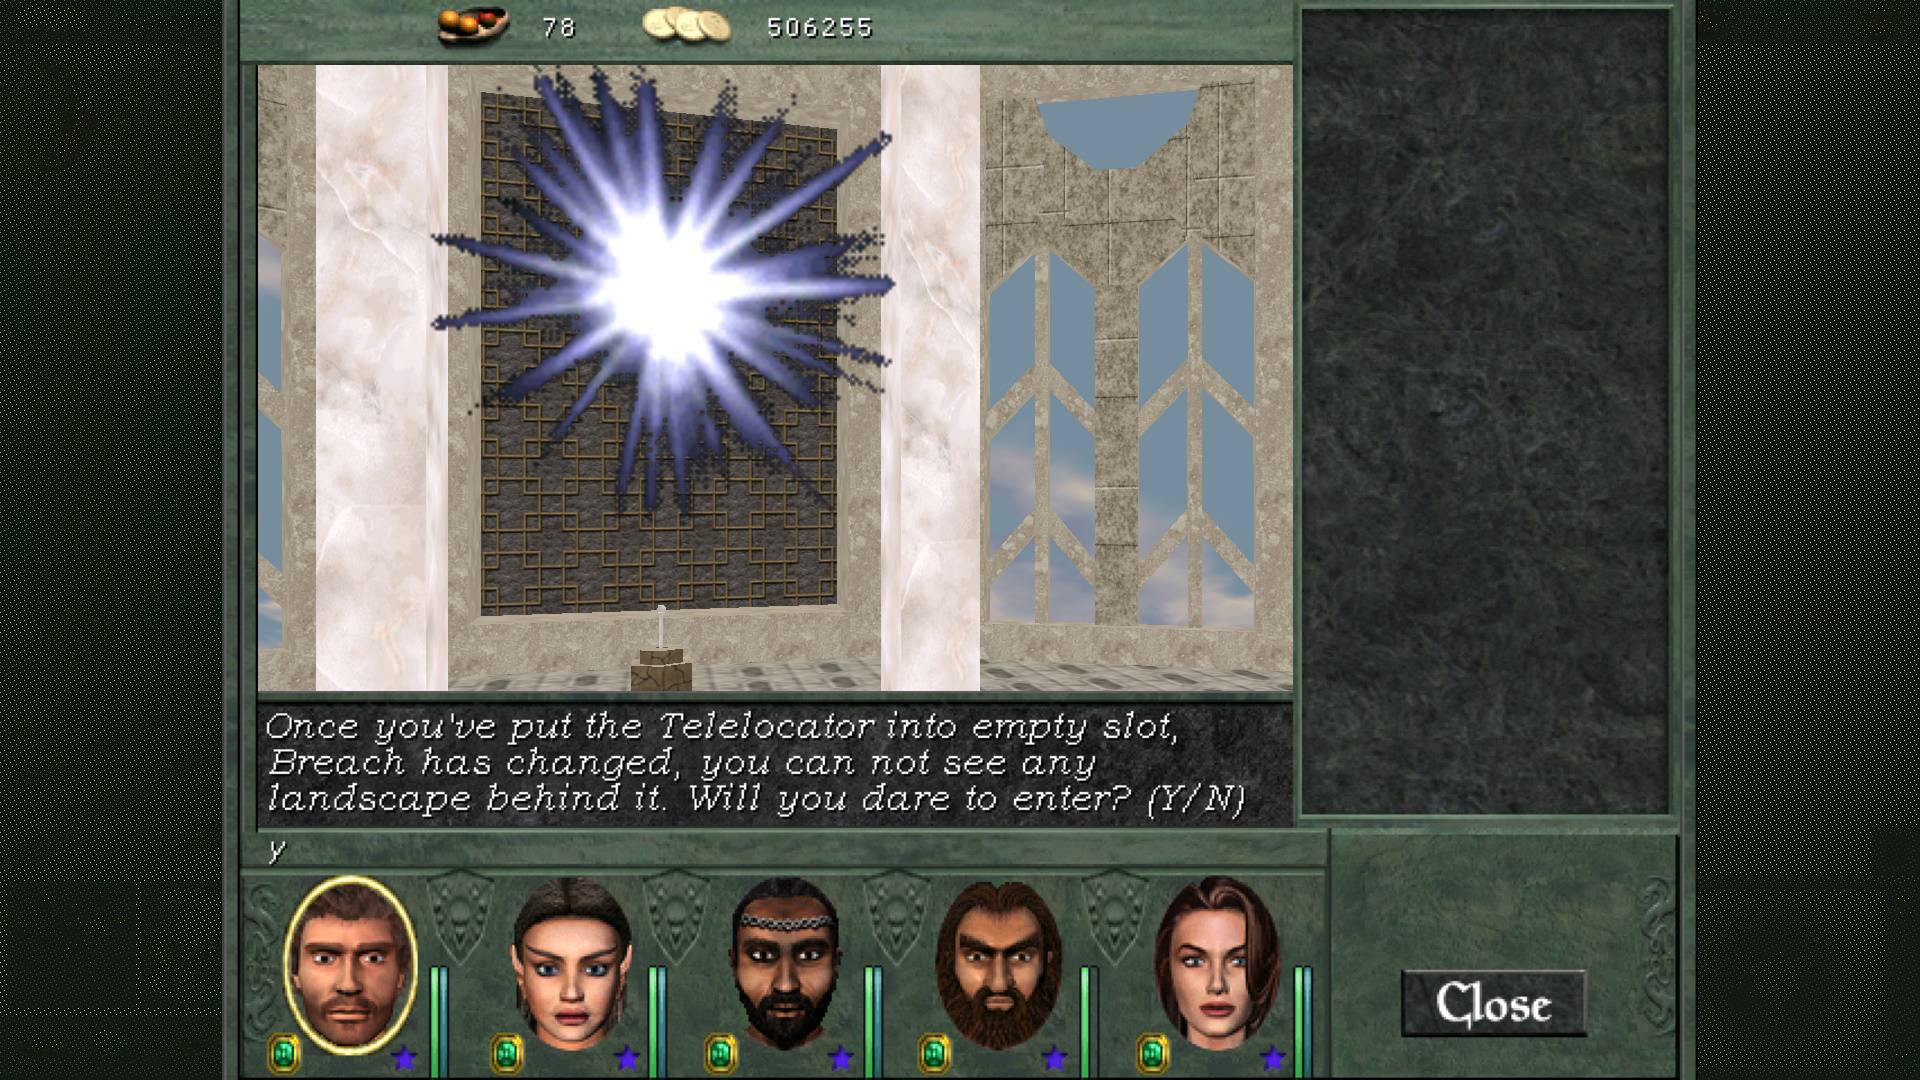 78 506255
Once you've put the Telelocator into empty slot,
Breach has changed, you can not see any
landscape behind it. Will you dare to enter? (Y/N)
y
Close